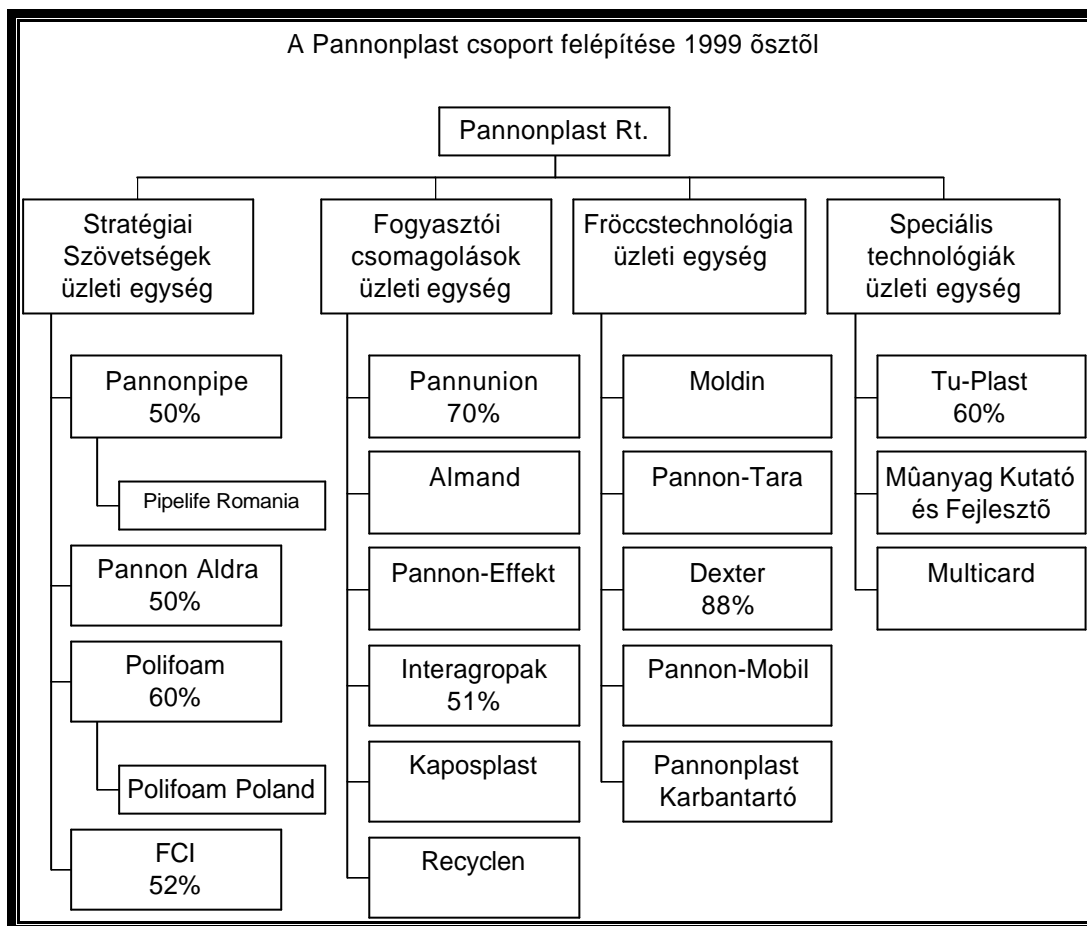 A Pannonplast csoport felépítése 1999 õsztõl
Pannonplast Rt.
Stratégiai
Szövetségek
üzleti egység
Pannonpipe
50%
Pipelife Romania
Pannon Aldra
50%
Polifoam
60%
Polifoam Poland
FCI
52%
Fogyasztói
csomagolások
üzleti egység
Pannunion
70%
Almand
Pannon-Effekt
Interagropak
51%
Kaposplast
Recyclen
Fröccstechnológia
üzleti egység
Moldin
Pannon-Tara
Dexter
88%
Pannon-Mobil
Pannonplast
Karbantartó
Speciális
technológiák
üzleti egység
Tu-Plast
60%
Mûanyag Kutató
és Fejlesztõ
Multicard